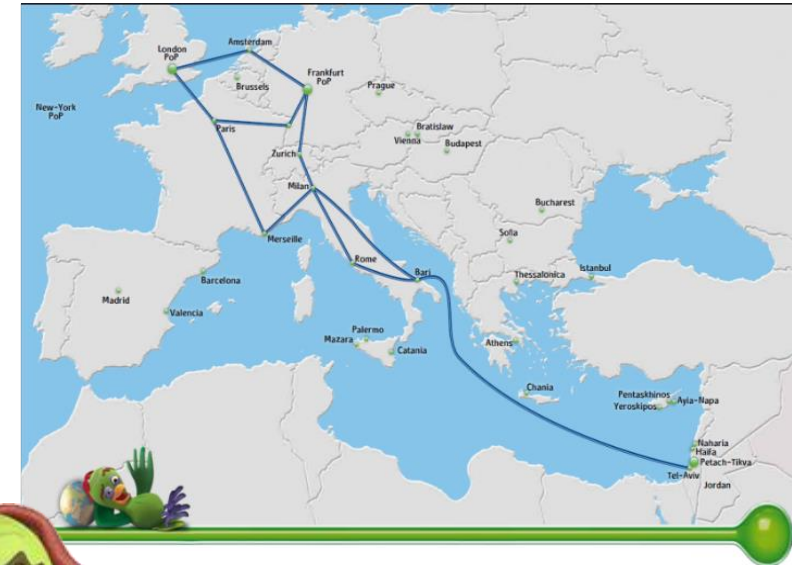 London
PoP
Amsterdam
Frankfurt
PoP
Brussels
Prague
New-York
PoP
Paris
Bratislaw
Vienna
Budapest
Zurich
Milan
Bucharest
Sofia
Merseille
Rome
Bari
Istanbul
Thessalonica
Barcelona
Madrid
Valencia
Palermo
Mazara
Catania
Athens
Chania
Pentaskhinos
Ayia-Napa
Yeroskipos
Naharia
Haifa
Petach-Tikva
Tel-Aviv
Jordan